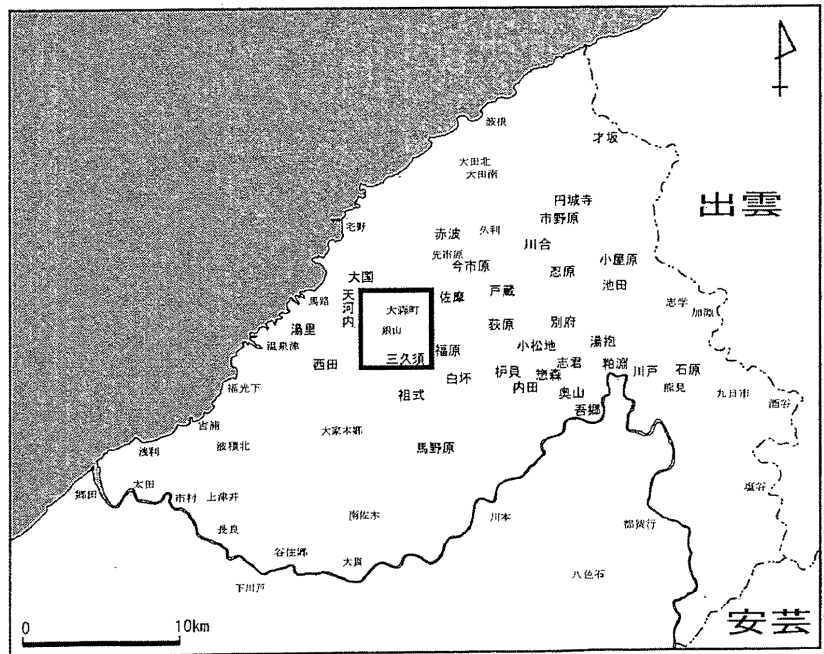 波根
才坂
大田北
大田南
出雲
円城寺
市野原
宅野
赤波
久利
川合
先市原
今市原
小屋原
忍原
大国
池田
戸蔵
天河内
佐摩
馬路
大森町
志学
加淵
銀山
荻原
別府
湯里
温泉津
小松地
湯抱
福原
三久須
西田
志君
粕淵
川戸
石原
白坏
枦貝
惣森
福光下
内田
熊見
九日市
酒谷
祖式
奥山
吾郷
吉浦
大家本郷
波積北
馬野原
浅利
太田
塩谷
郷田
市村
上津井
南佐木
川本
都賀行
長良
谷住郷
大貫
下川戸
八色石
安芸
0
10km